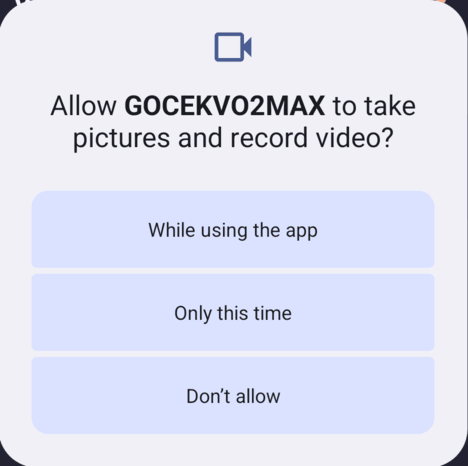 Allow GOCEKVO2MAX to take
pictures and record video?
While using the app
Only this time
Don’t allow